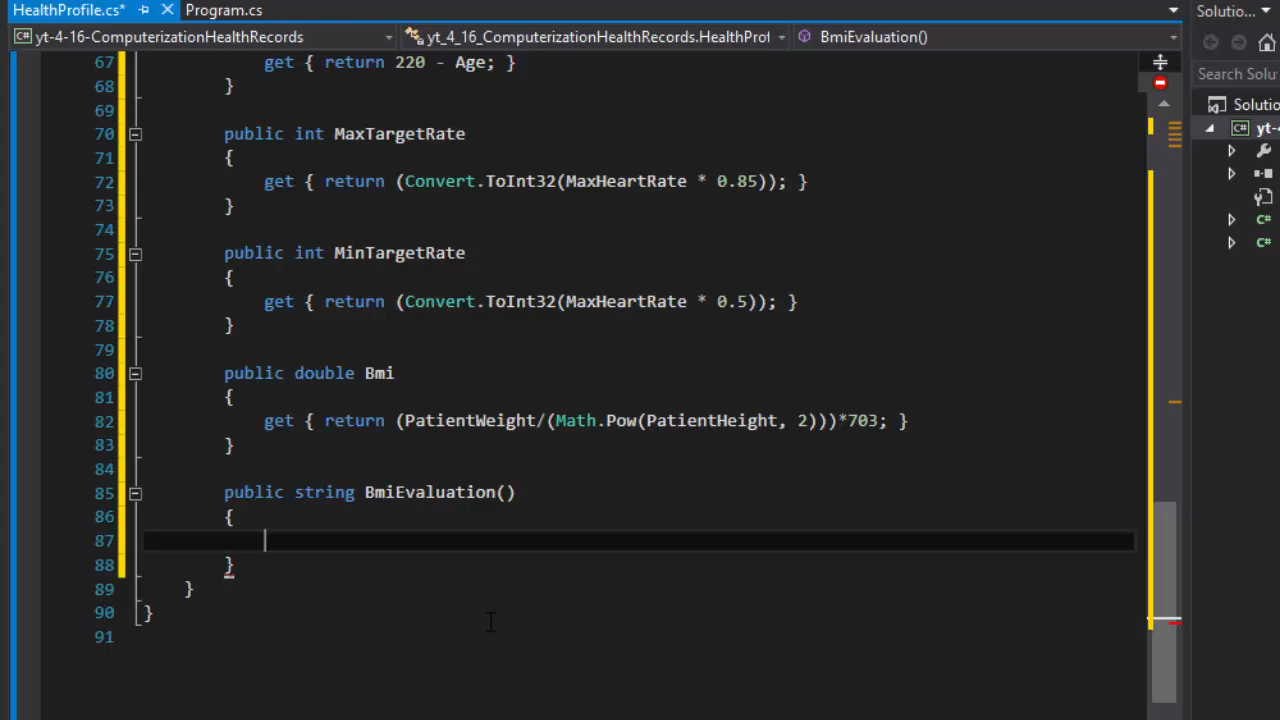 HealthProfile.cs* Program.cs Solutio...
yt-4-16-ComputerizationHealthRecords yt_4_16_ComputerizationHealthRecords.HealthProf BmiEvaluation()
Search Solu
Solutio
yt-4
67 get { return 220 - Age; }
68 }
69
70 public int MaxTargetRate
71 {
72 get { return (Convert.ToInt32(MaxHeartRate * 0.85)); }
73 }
74
75 public int MinTargetRate
76 {
77 get { return (Convert.ToInt32(MaxHeartRate * 0.5)); }
78 }
79
80 public double Bmi
81 {
82 get { return (PatientWeight/(Math.Pow(PatientHeight, 2)))*703; }
83 }
84
85 public string BmiEvaluation()
86 {
87
88 }
89 }
90 }
91